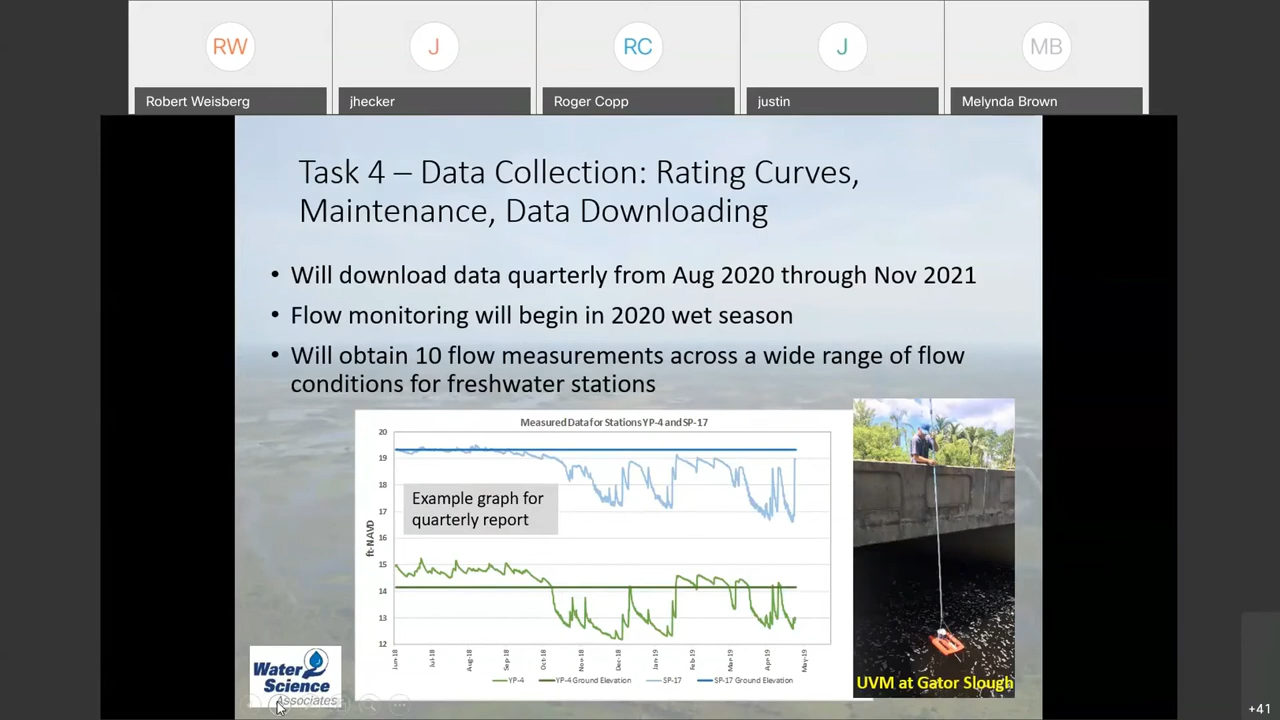 RW
J
RC
J
MB
Robert Weisberg
jhecker
Roger Copp
justin
Melynda Brown
Task 4 – Data Collection: Rating Curves,
Maintenance, Data Downloading
• Will download data quarterly from Aug 2020 through Nov 2021
• Flow monitoring will begin in 2020 wet season
• Will obtain 10 flow measurements across a wide range of flow
conditions for freshwater stations
Measured Data for Stations YP-4 and SP-17
20
19
18
17
16
15
14
13
12
ft-NAVD
Example graph for
quarterly report
Jun-18
Jul-18
Aug-18
Sep-18
Oct-18
Nov-18
Dec-18
Jan-19
Feb-19
Mar-19
Apr-19
May-19
YP-4
YP-4 Ground Elevation
SP-17
SP-17 Ground Elevation
UVM at Gator Slough
Water
Science
Associates
+41